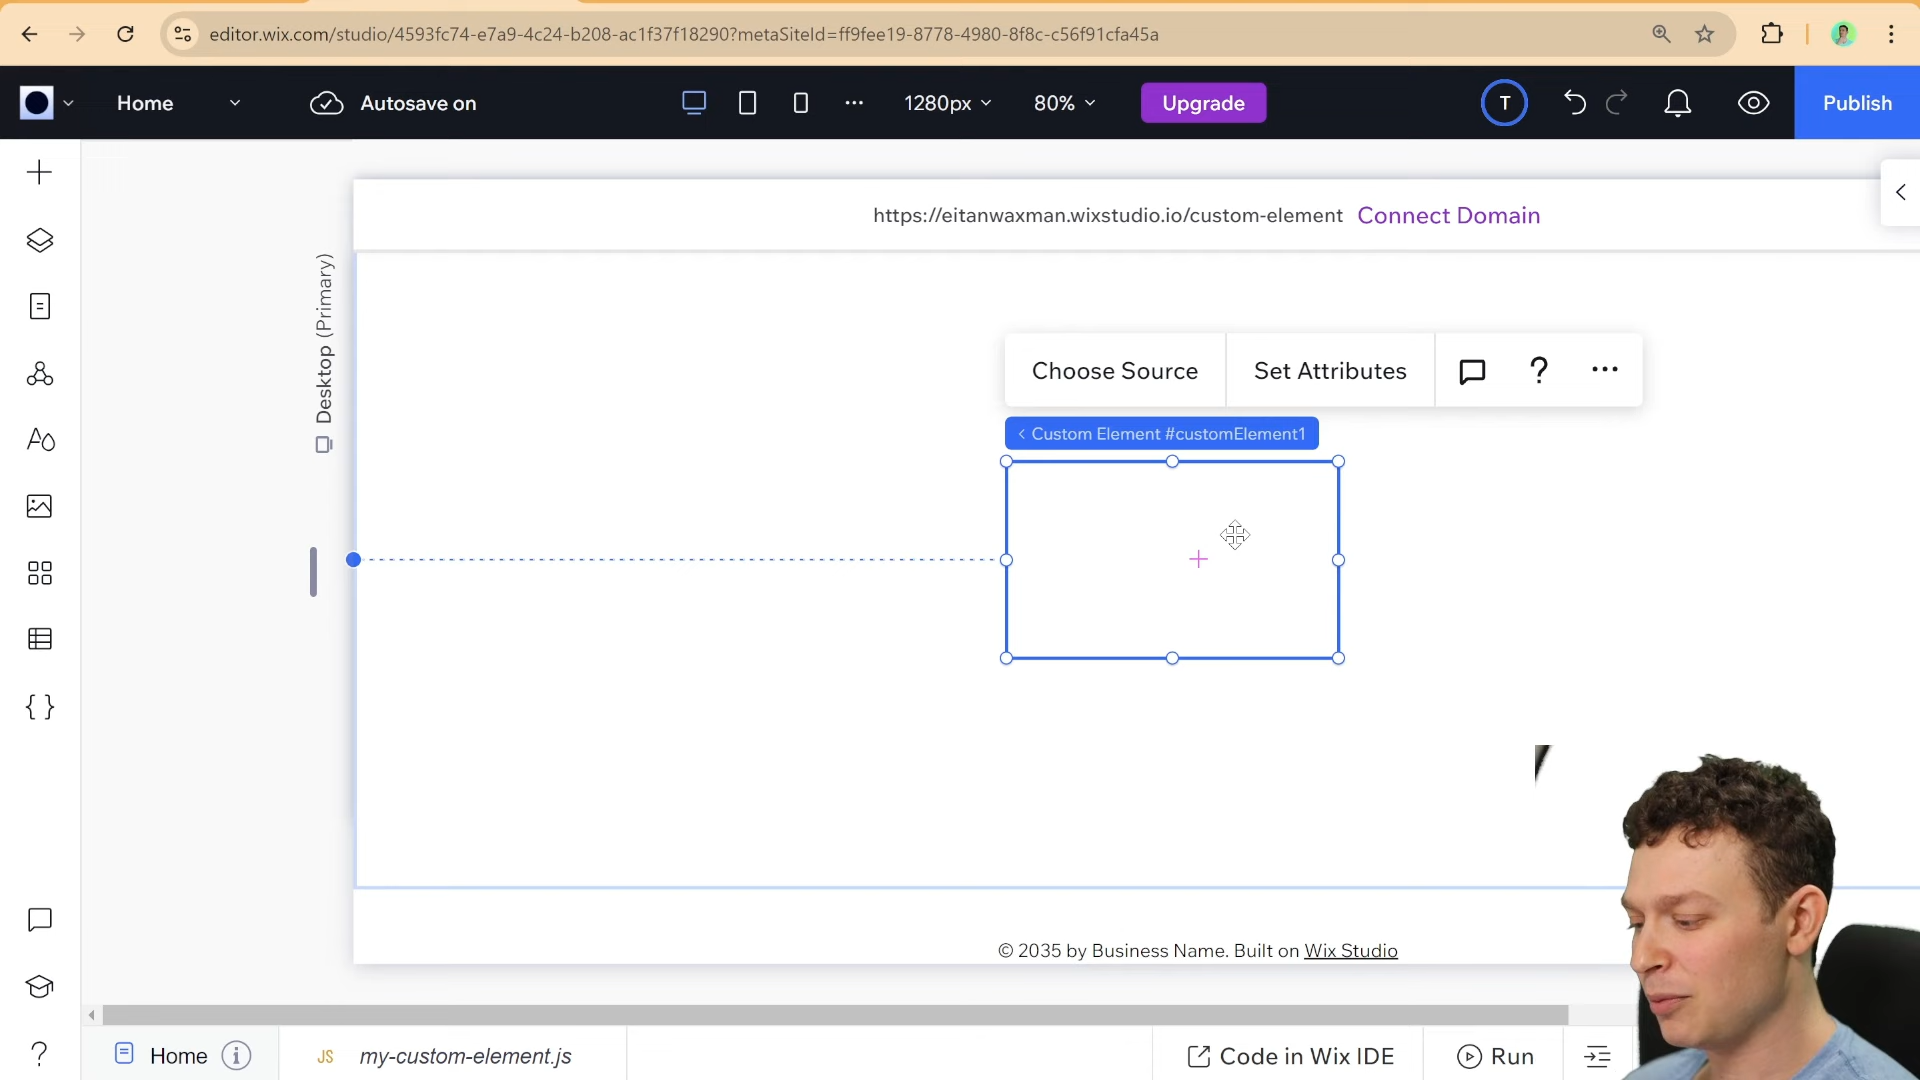 editor.wix.com/studio/4593fc74-e7a9-4c24-b208-ac1f37f18290?metaSiteId=ff9fee19-8778-4980-8f8c-c56f91cfa45a
Home
Autosave on
1280px
80%
Upgrade
T
Publish
https://eitanwaxman.wixstudio.io/custom-element Connect Domain
Desktop (Primary)
Choose Source
Set Attributes
?
< Custom Element #customElement1
© 2035 by Business Name. Built on Wix Studio
?
Home
JS my-custom-element.js
Code in Wix IDE
Run